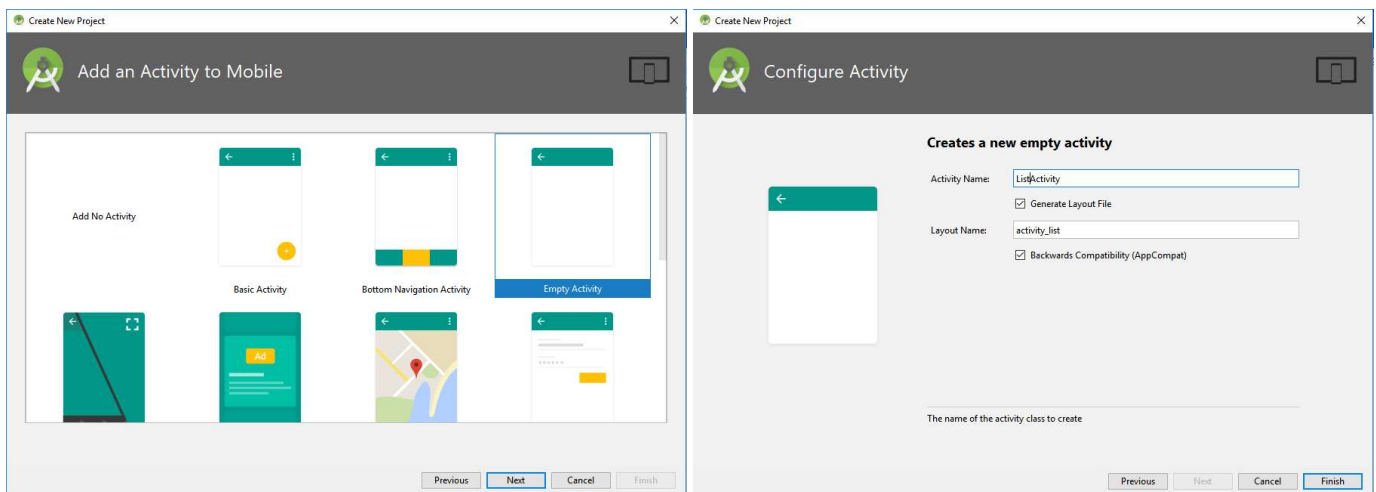 Create New Project
Add an Activity to Mobile
Add No Activity
Basic Activity
Bottom Navigation Activity
Empty Activity
Ad
Previous
Next
Cancel
Finish
Create New Project
Configure Activity
Creates a new empty activity
Activity Name:
ListActivity
Generate Layout File
Layout Name:
activity_list
Backwards Compatibility (AppCompat)
The name of the activity class to create
Previous
Next
Cancel
Finish